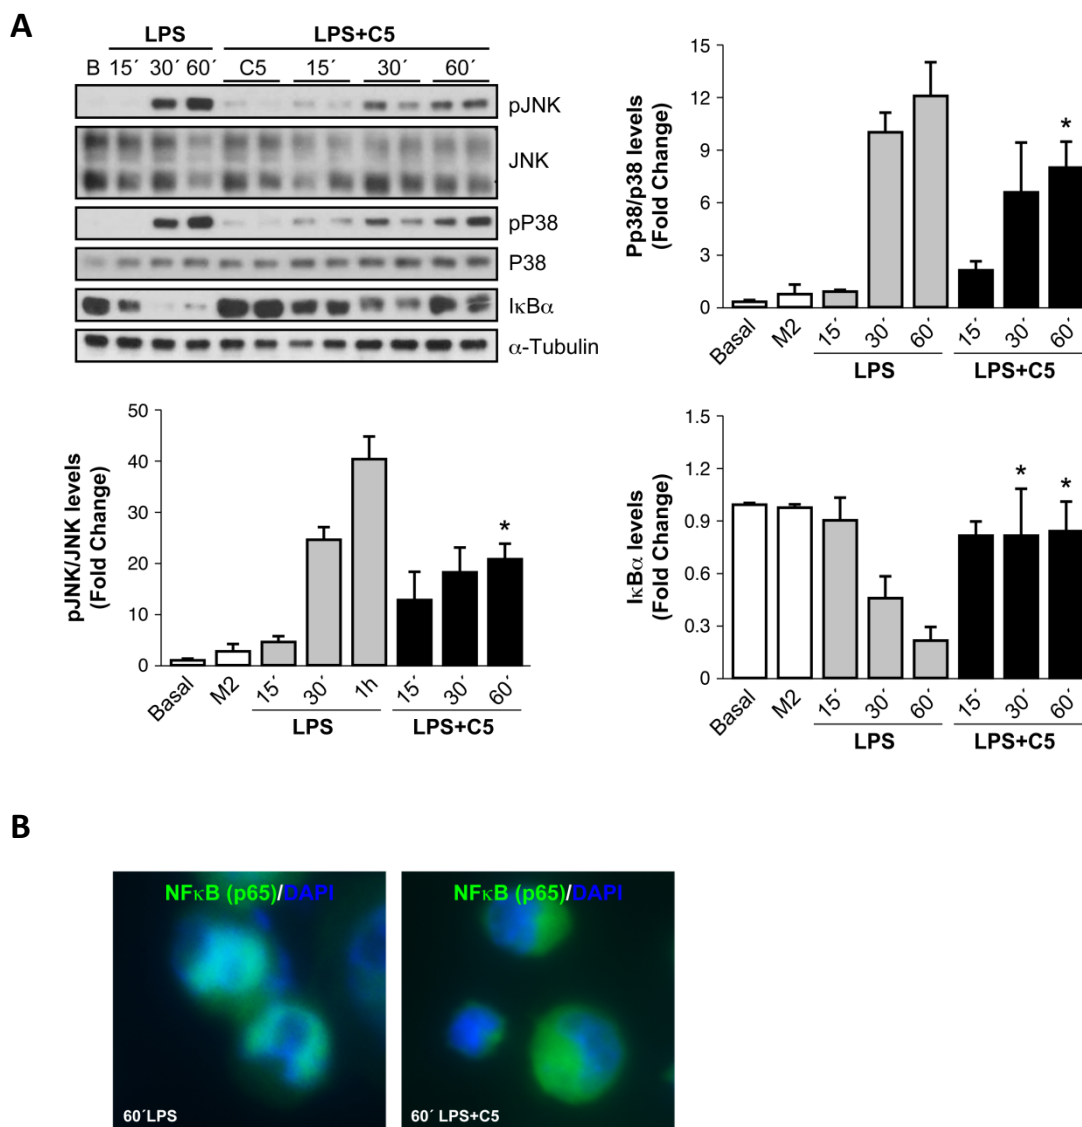 A
LPS LPS+C5
B 15´ 30´ 60´ C5 15´ 30´ 60´
pJNK
JNK
pP38
P38
IκBα
α-Tubulin
Pp38/p38 levels
(Fold Change)
15
12
9
6
3
0
*
Basal M2 15´ 30´ 60´ 15´ 30´ 60´
LPS LPS+C5
pJNK/JNK levels
(Fold Change)
50
40
30
20
10
0
*
Basal M2 15´ 30´ 1h 15´ 30´ 60´
LPS LPS+C5
IκBα levels
(Fold Change)
1.5
1.2
0.9
0.6
0.3
0
* *
Basal M2 15´ 30´ 60´ 15´ 30´ 60´
LPS LPS+C5
B
NFκB (p65)/DAPI
60´LPS
NFκB (p65)/DAPI
60´ LPS+C5